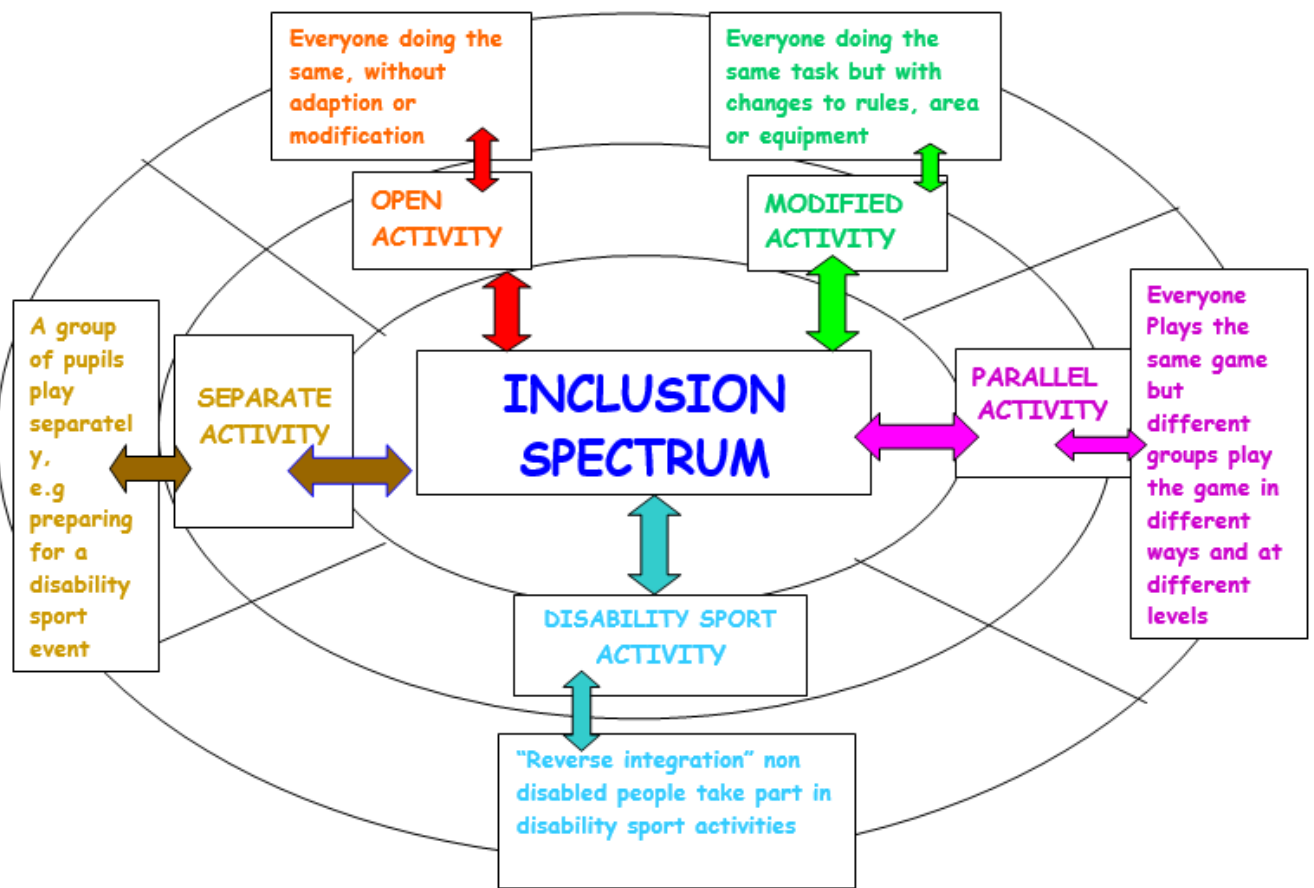 Everyone doing the
same, without
adaption or
modification
Everyone doing the
same task but with
changes to rules, area
or equipment
OPEN
ACTIVITY
MODIFIED
ACTIVITY
A group
of pupils
play
separatel
y,
e.g
preparing
for a
disability
sport
event
SEPARATE
ACTIVITY
INCLUSION
SPECTRUM
PARALLEL
ACTIVITY
Everyone
Plays the
same game
but
different
groups play
the game in
different
ways and at
different
levels
DISABILITY SPORT
ACTIVITY
“Reverse integration” non
disabled people take part in
disability sport activities